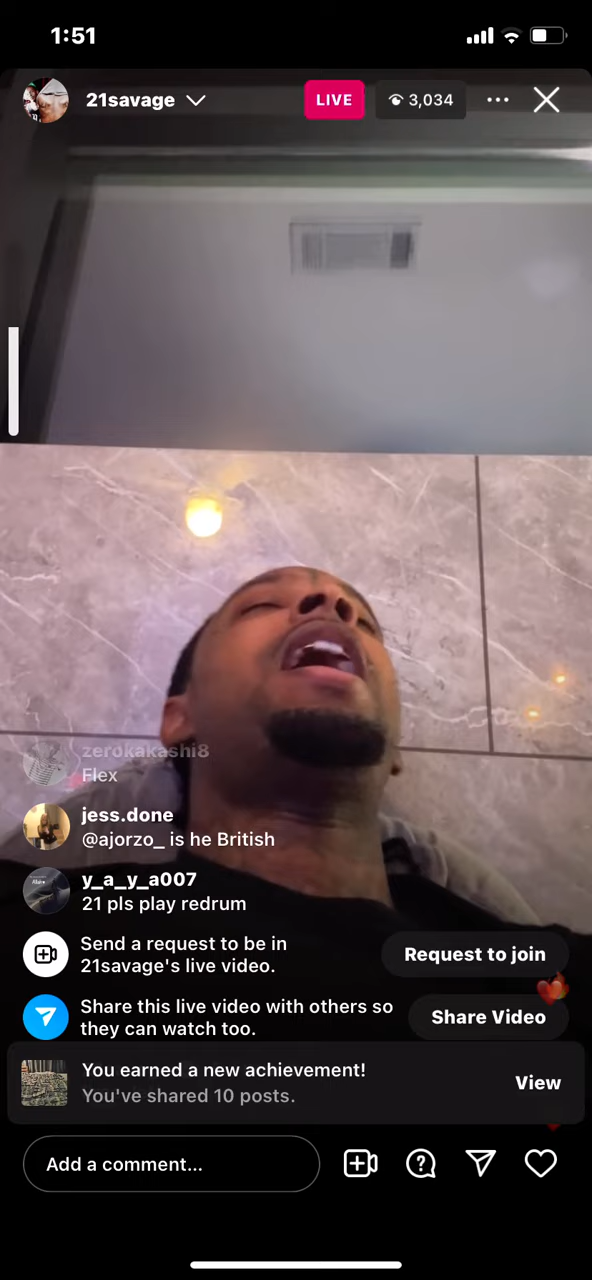 1:51
21savage
LIVE
3,034
zerokakashi8
Flex
jess.done
@ajorzo_ is he British
y_a_y_a007
21 pls play redrum
Send a request to be in
21savage's live video.
Request to join
Share this live video with others so
they can watch too.
Share Video
You earned a new achievement!
You've shared 10 posts.
View
Add a comment...